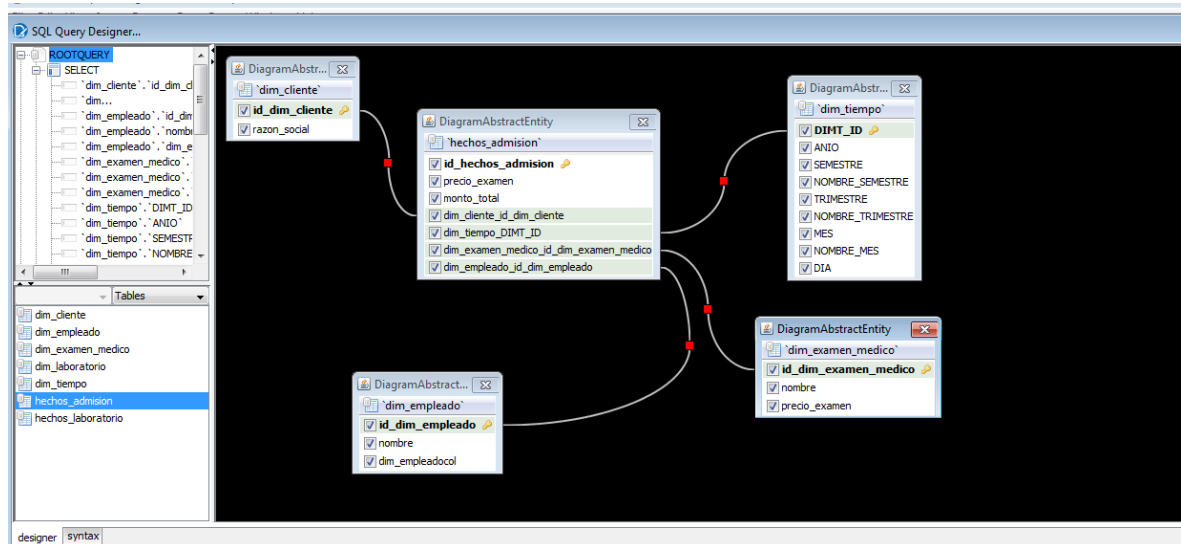 SQL Query Designer...
ROOTQUERY
SELECT
`dim_cliente`.`id_dim_cl
`dim...
`dim_empleado`.`id_dim
`dim_empleado`.`nombr
`dim_empleado`.`dim_e
`dim_examen_medico`.`
`dim_examen_medico`.`
`dim_examen_medico`.`
`dim_tiempo`.`DIMT_ID
`dim_tiempo`.`ANIO`
`dim_tiempo`.`SEMESTR
`dim_tiempo`.`NOMBRE
Tables
dim_cliente
dim_empleado
dim_examen_medico
dim_laboratorio
dim_tiempo
hechos_admision
hechos_laboratorio
DiagramAbstr...
`dim_cliente`
id_dim_cliente
razon_social
DiagramAbstractEntity
`hechos_admision`
id_hechos_admision
precio_examen
monto_total
dim_cliente_id_dim_cliente
dim_tiempo_DIMT_ID
dim_examen_medico_id_dim_examen_medico
dim_empleado_id_dim_empleado
DiagramAbstr...
`dim_tiempo`
DIMT_ID
ANIO
SEMESTRE
NOMBRE_SEMESTRE
TRIMESTRE
NOMBRE_TRIMESTRE
MES
NOMBRE_MES
DIA
DiagramAbstractEntity
`dim_examen_medico`
id_dim_examen_medico
nombre
precio_examen
DiagramAbstract...
`dim_empleado`
id_dim_empleado
nombre
dim_empleadocol
designer syntax